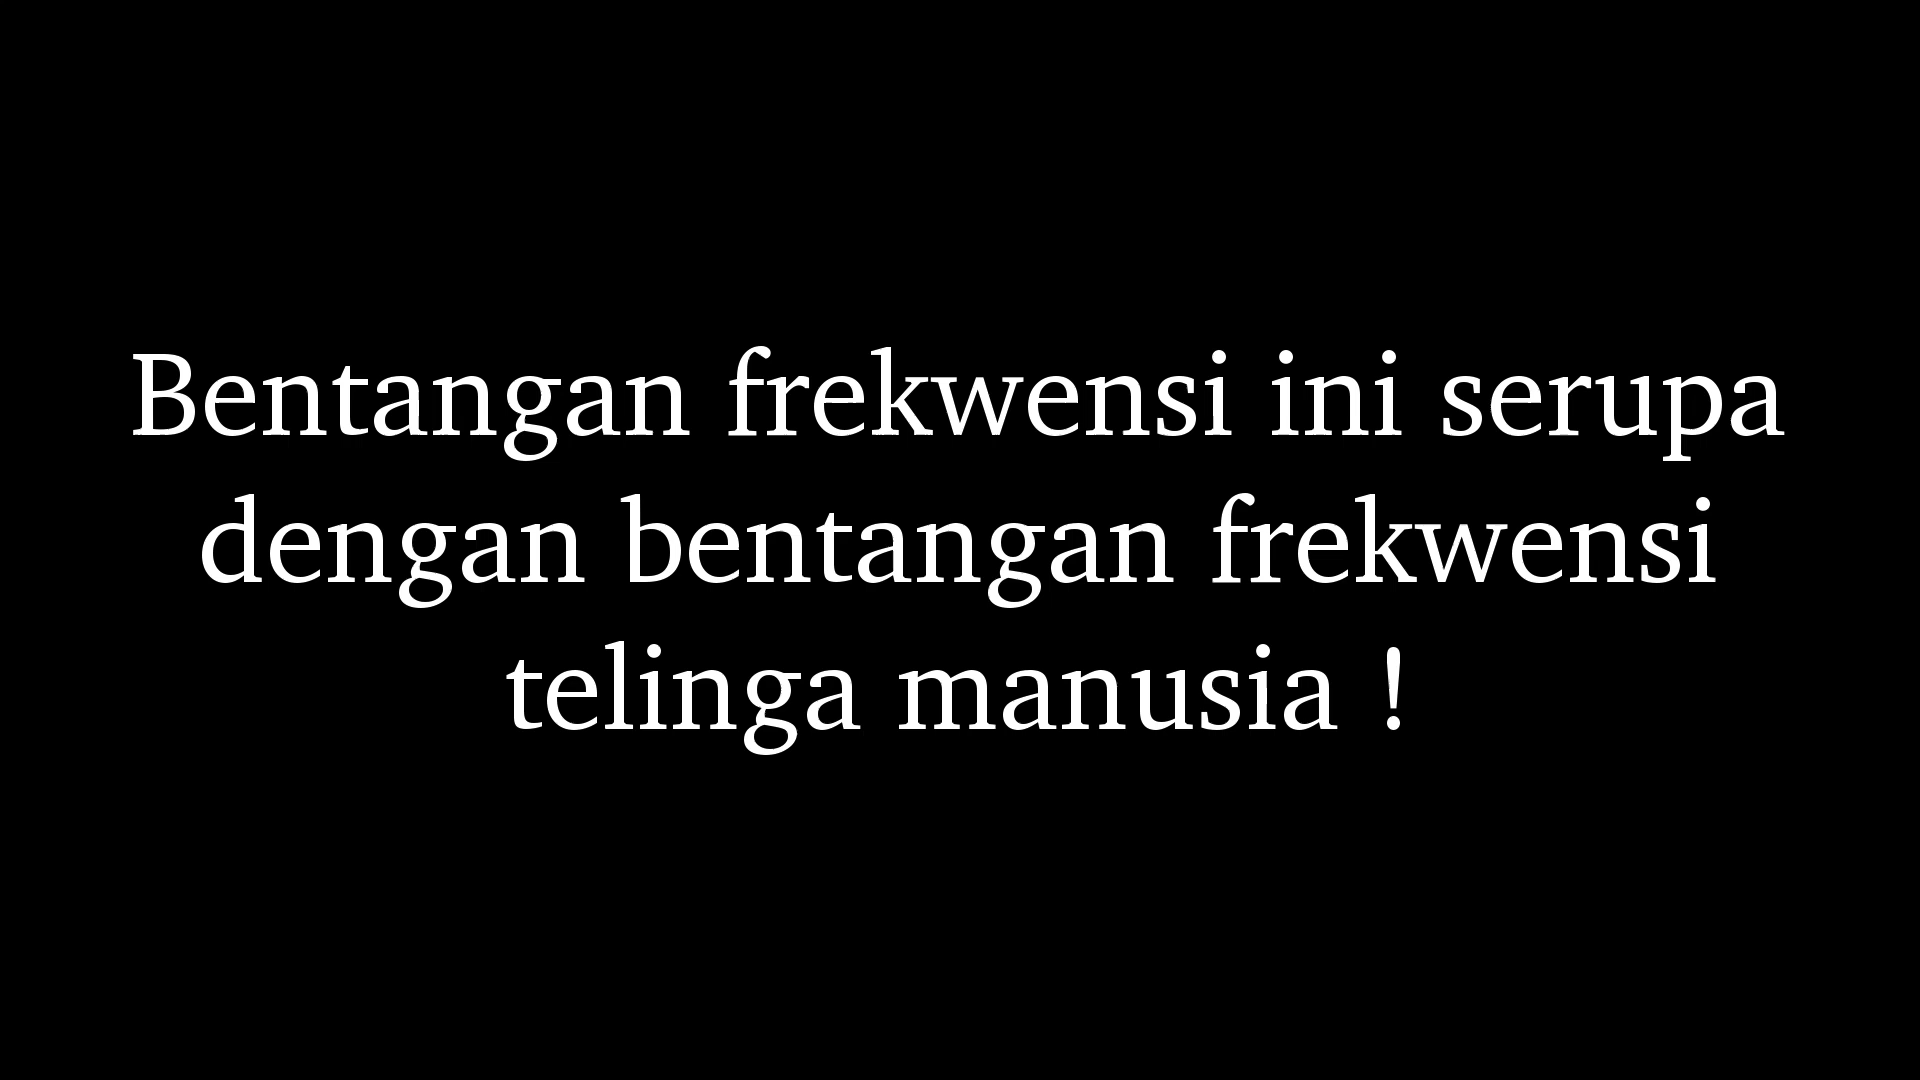 Bentangan frekwensi ini serupa
dengan bentangan frekwensi
telinga manusia !